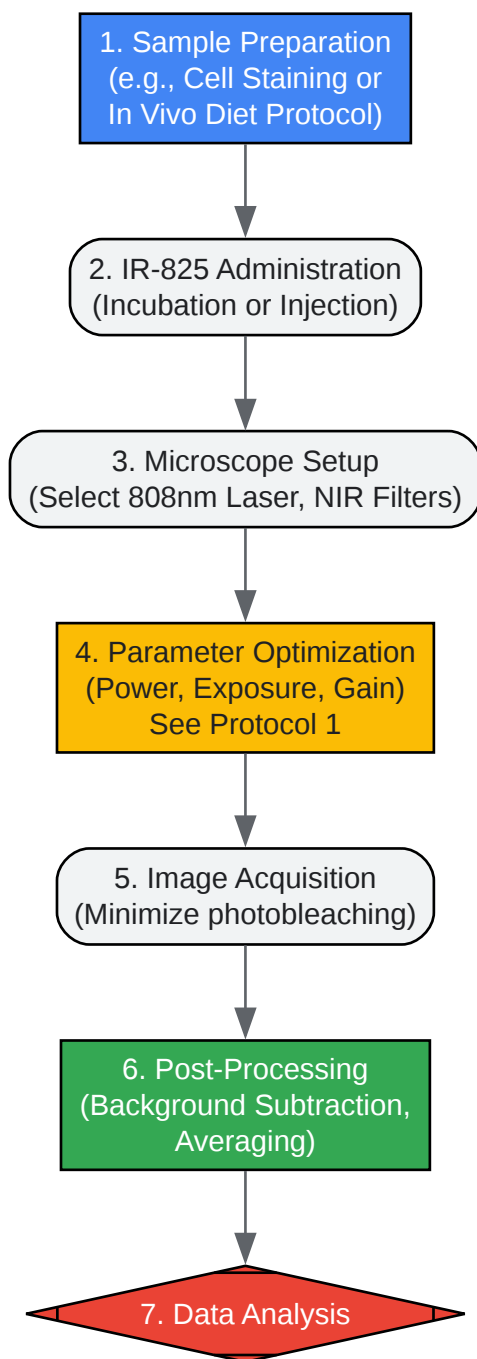 1. Sample Preparation
(e.g., Cell Staining or
In Vivo Diet Protocol)
2. IR-825 Administration
(Incubation or Injection)
3. Microscope Setup
(Select 808nm Laser, NIR Filters)
4. Parameter Optimization
(Power, Exposure, Gain)
See Protocol 1
5. Image Acquisition
(Minimize photobleaching)
6. Post-Processing
(Background Subtraction,
Averaging)
7. Data Analysis